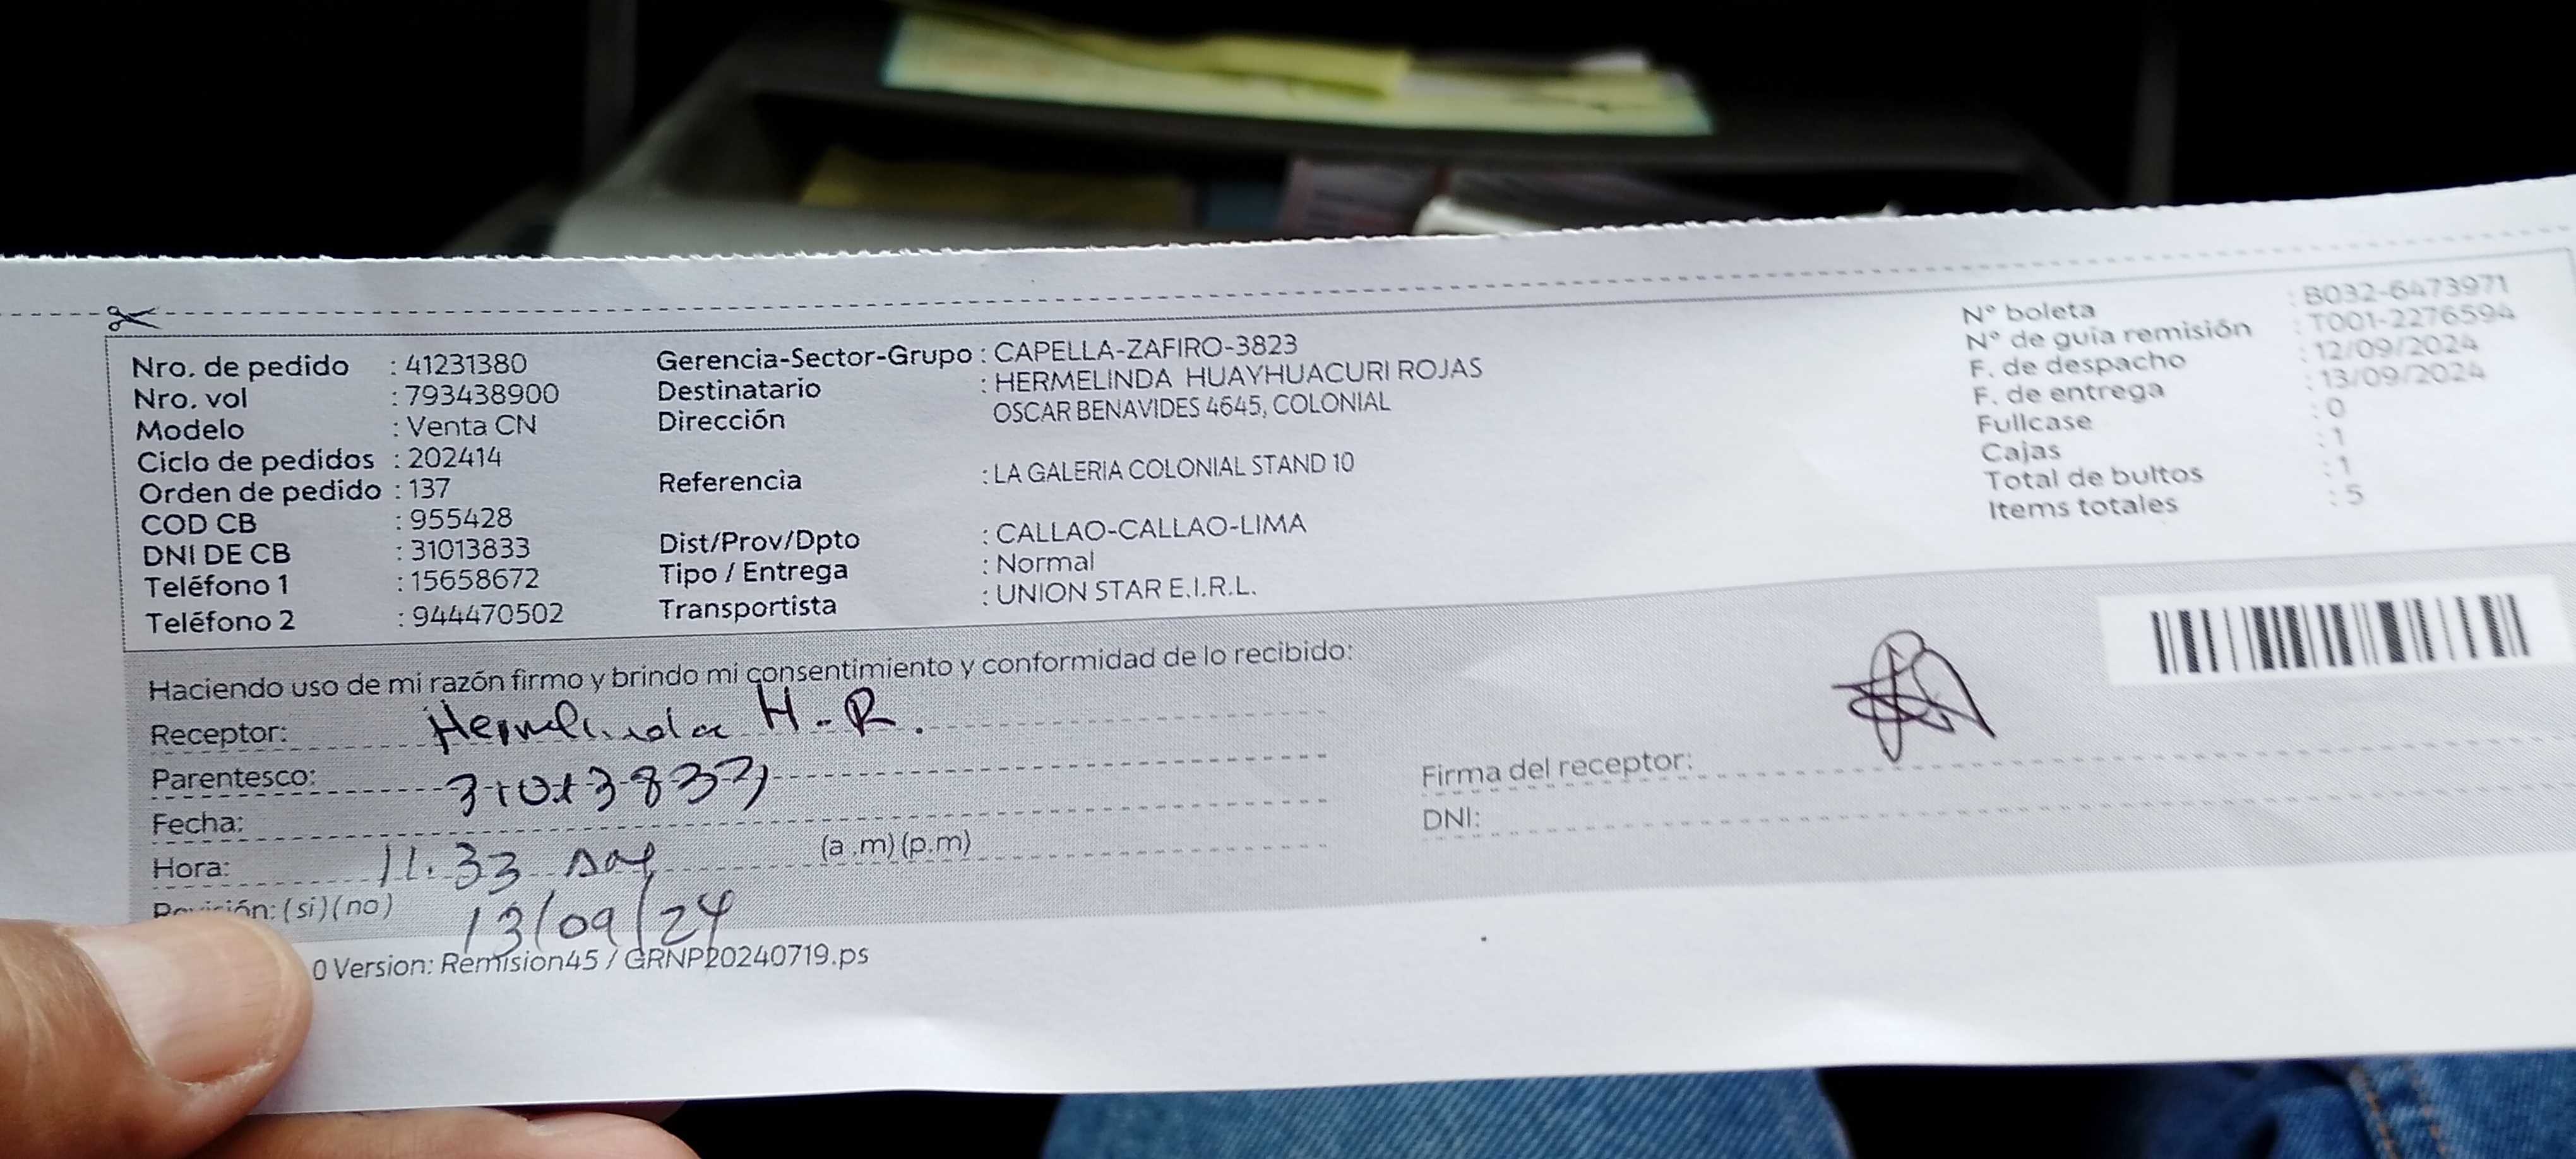 Nro. de pedido : 41231380
Nro. vol : 793438900
Modelo : Venta CN
Ciclo de pedidos : 202414
Orden de pedido : 137
COD CB : 955428
DNI DE CB : 31013833
Teléfono 1 : 15658672
Teléfono 2 : 944470502
Gerencia-Sector-Grupo : CAPELLA-ZAFIRO-3823
Destinatario : HERMELINDA HUAYHUACURI ROJAS
Dirección OSCAR BENAVIDES 4645, COLONIAL
Referencia : LA GALERIA COLONIAL STAND 10
Dist/Prov/Dpto : CALLAO-CALLAO-LIMA
Tipo / Entrega : Normal
Transportista : UNION STAR E.I.R.L.
N° boleta : B032-6473971
N° de guía remisión : T001-2276594
F. de despacho : 12/09/2024
F. de entrega : 13/09/2024
Fullcase : 0
Cajas : 1
Total de bultos : 1
Items totales : 5
Haciendo uso de mi razón firmo y brindo mi consentimiento y conformidad de lo recibido:
Receptor: Hermelinda H-R.
Parentesco: 31013833
Fecha:
Hora: 11.33 (a .m) (p.m)
Revisión: (si) (no) 13/09/24
Firma del receptor:
DNI:
0 Version: Remision45 / GRNP20240719.ps